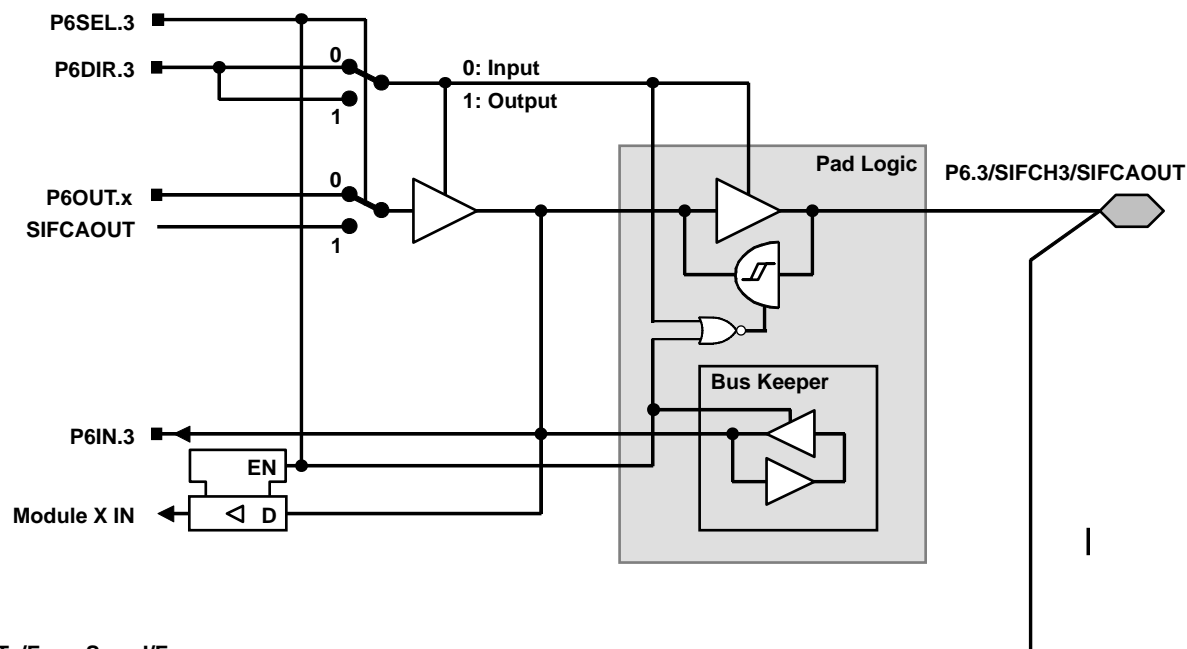 P6SEL.3
P6DIR.3
0
1
0: Input
1: Output
P6OUT.x
SIFCAOUT
0
1
Pad Logic
P6.3/SIFCH3/SIFCAOUT
Bus Keeper
P6IN.3
EN
D
Module X IN